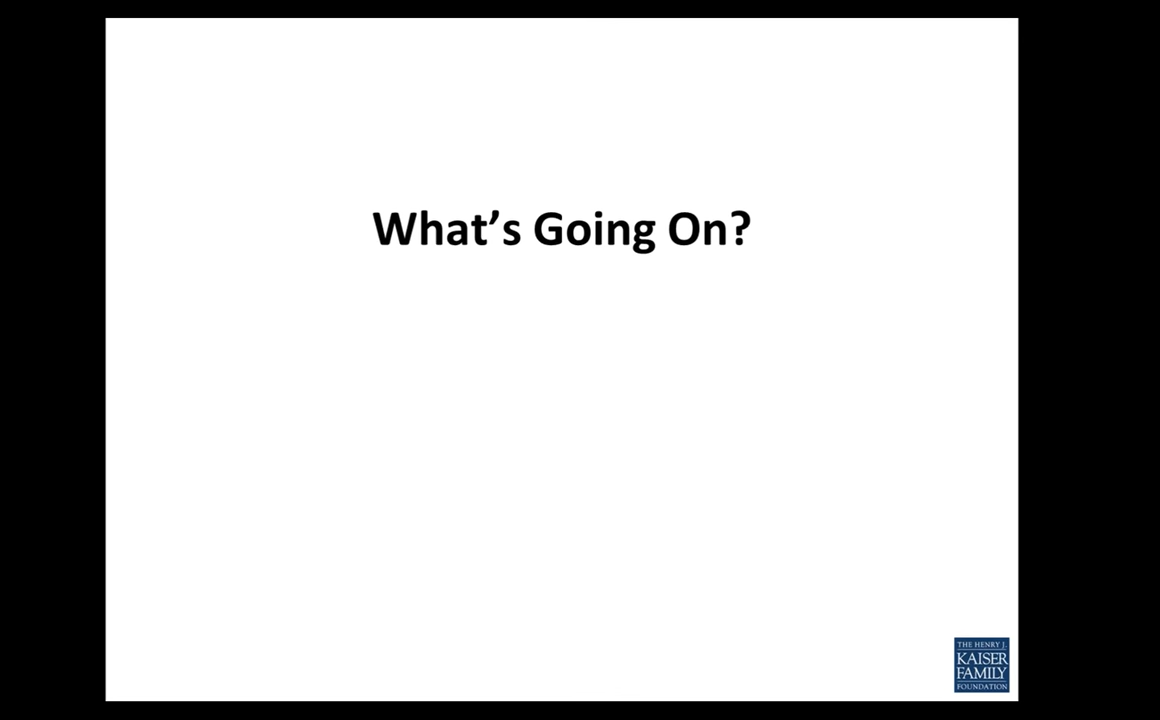 What’s Going On?
THE HENRY J.
KAISER
FAMILY
FOUNDATION